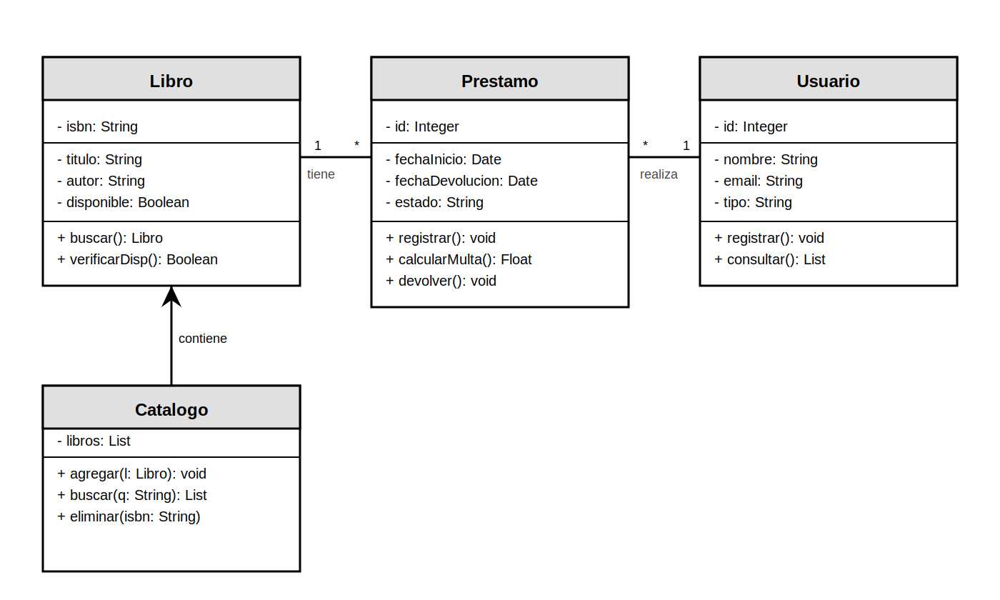 Libro
- isbn: String
- titulo: String
- autor: String
- disponible: Boolean
+ buscar(): Libro
+ verificarDisp(): Boolean
1
*
tiene
Prestamo
- id: Integer
- fechaInicio: Date
- fechaDevolucion: Date
- estado: String
+ registrar(): void
+ calcularMulta(): Float
+ devolver(): void
*
1
realiza
Usuario
- id: Integer
- nombre: String
- email: String
- tipo: String
+ registrar(): void
+ consultar(): List
contiene
Catalogo
- libros: List
+ agregar(l: Libro): void
+ buscar(q: String): List
+ eliminar(isbn: String)